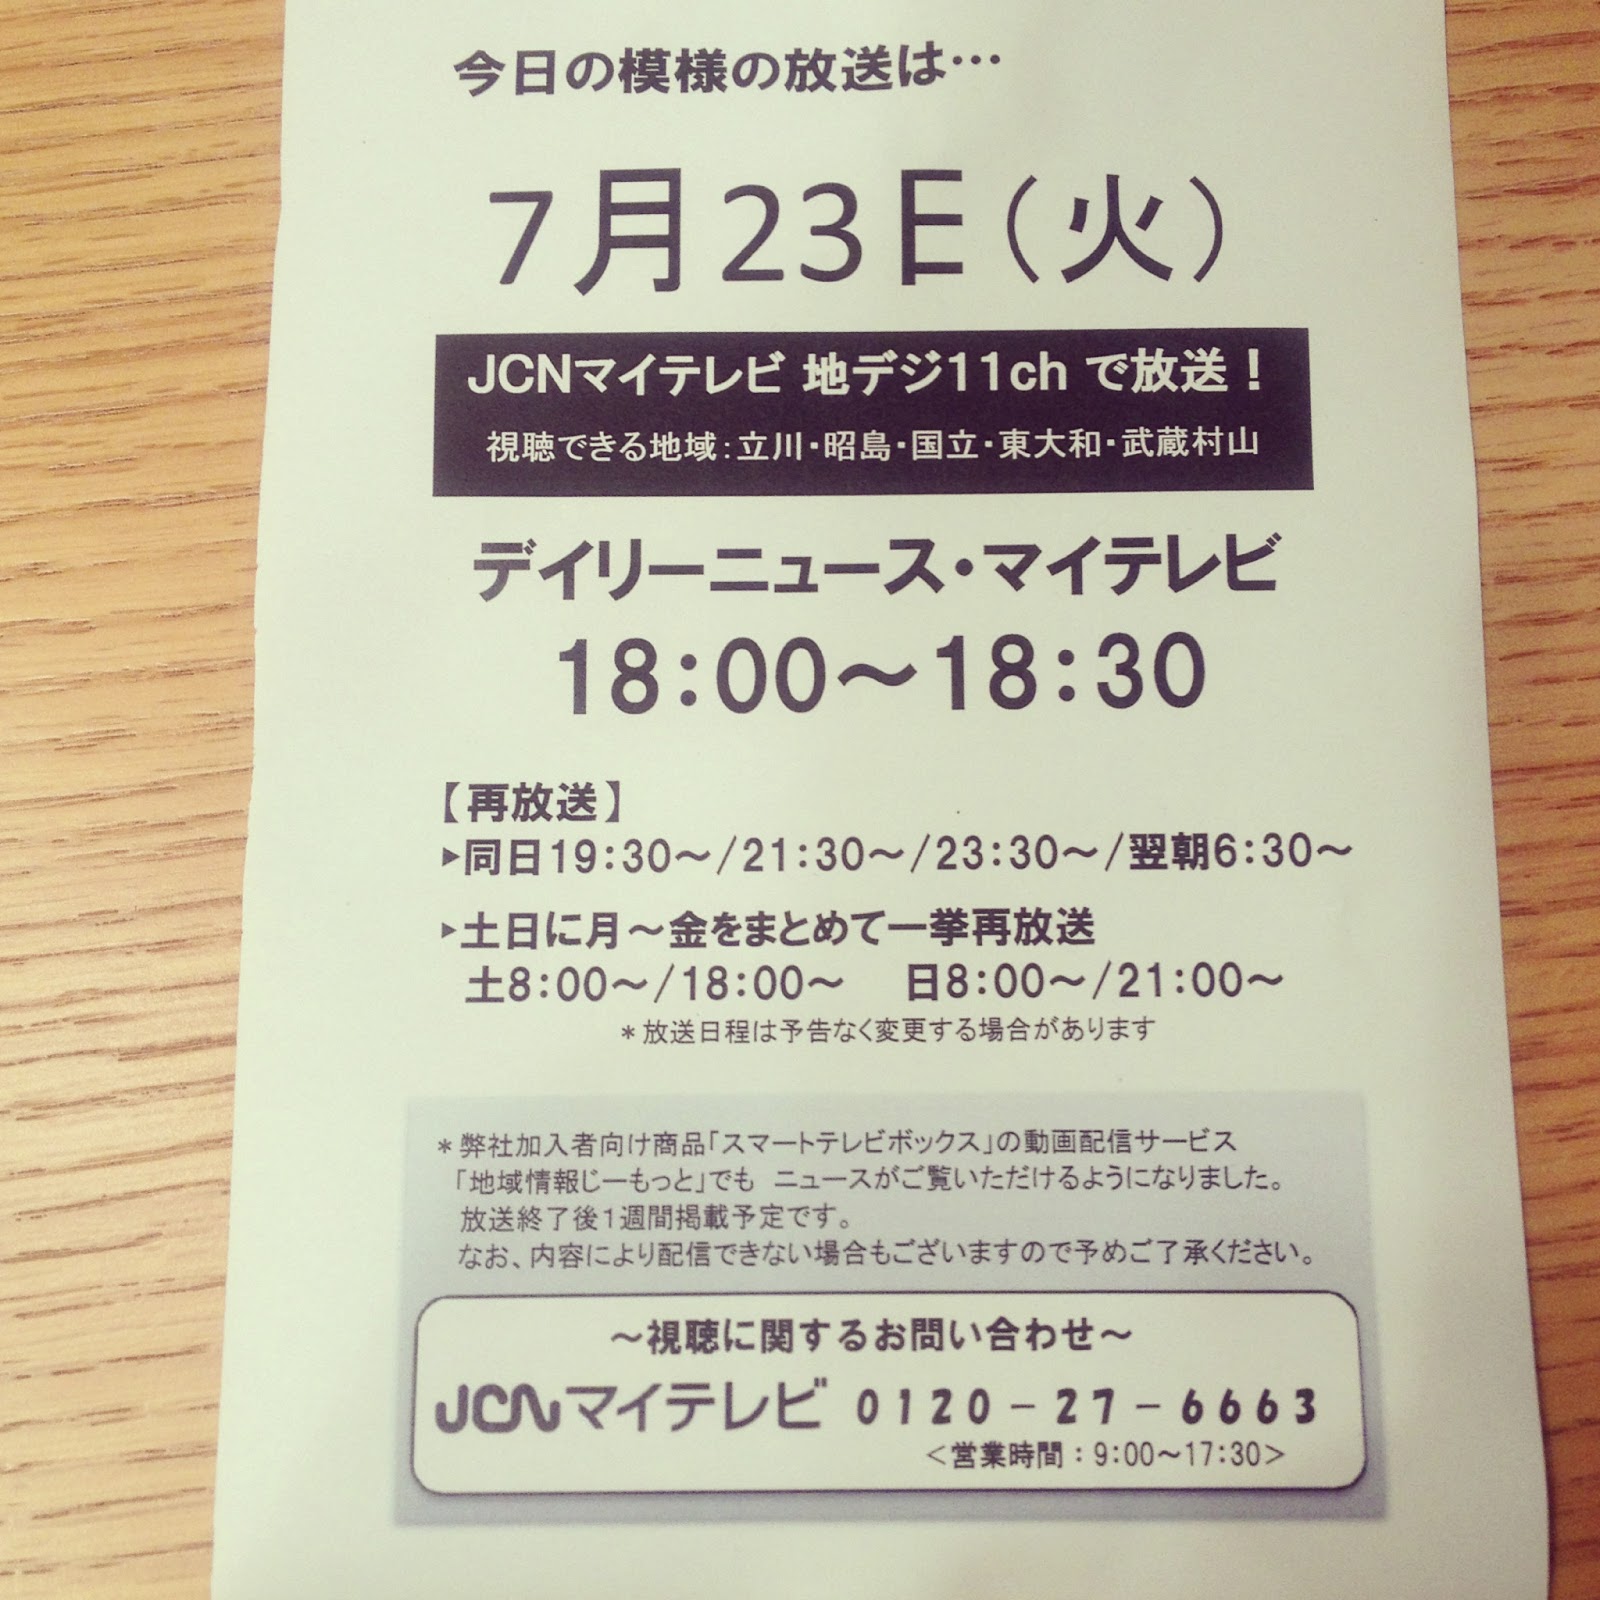 今日の模様の放送は…
7月23日（火）
JCNマイテレビ 地デジ11ch で放送！
視聴できる地域：立川・昭島・国立・東大和・武蔵村山
デイリーニュース・マイテレビ
18：00～18：30
【再放送】
▶同日19：30～/21：30～/23：30～/翌朝6：30～
▶土日に月～金をまとめて一挙再放送
土8：00～/18：00～　日8：00～/21：00～
＊放送日程は予告なく変更する場合があります
＊弊社加入者向け商品「スマートテレビボックス」の動画配信サービス
「地域情報じーもっと」でも ニュースがご覧いただけるようになりました。
放送終了後1週間掲載予定です。
なお、内容により配信できない場合もございますので予めご了承ください。
～視聴に関するお問い合わせ～
JCNマイテレビ 0120－27－6663
＜営業時間：9:00～17:30＞